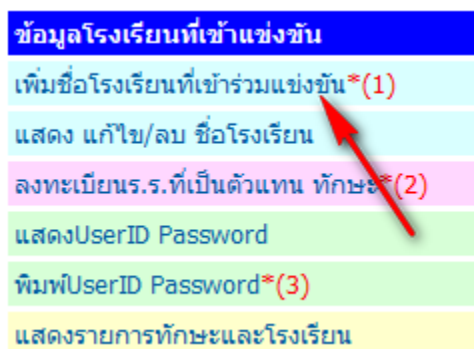 ข้อมูลโรงเรียนที่เข้าแข่งขัน
เพิ่มชื่อโรงเรียนที่เข้าร่วมแข่งขัน*(1)
แสดง แก้ไข/ลบ ชื่อโรงเรียน
ลงทะเบียนร.ร.ที่เป็นตัวแทน ทักษะ*(2)
แสดงUserID Password
พิมพ์UserID Password*(3)
แสดงรายการทักษะและโรงเรียน